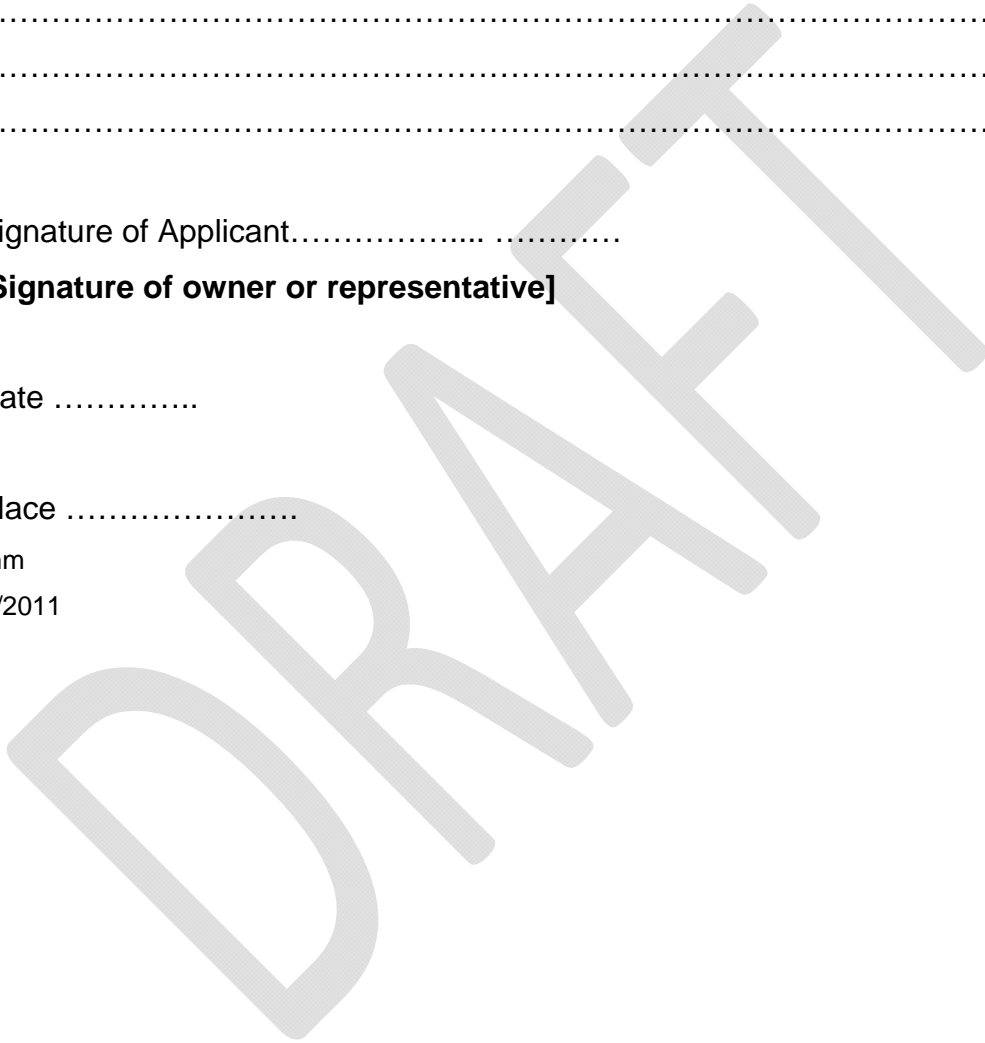 ………………………………………………………………………………………
………………………………………………………………………………………
………………………………………………………………………………………
ignature of Applicant…………….... …………
Signature of owner or representative]
ate …………..
lace ………………….
m
/2011
DRAFT